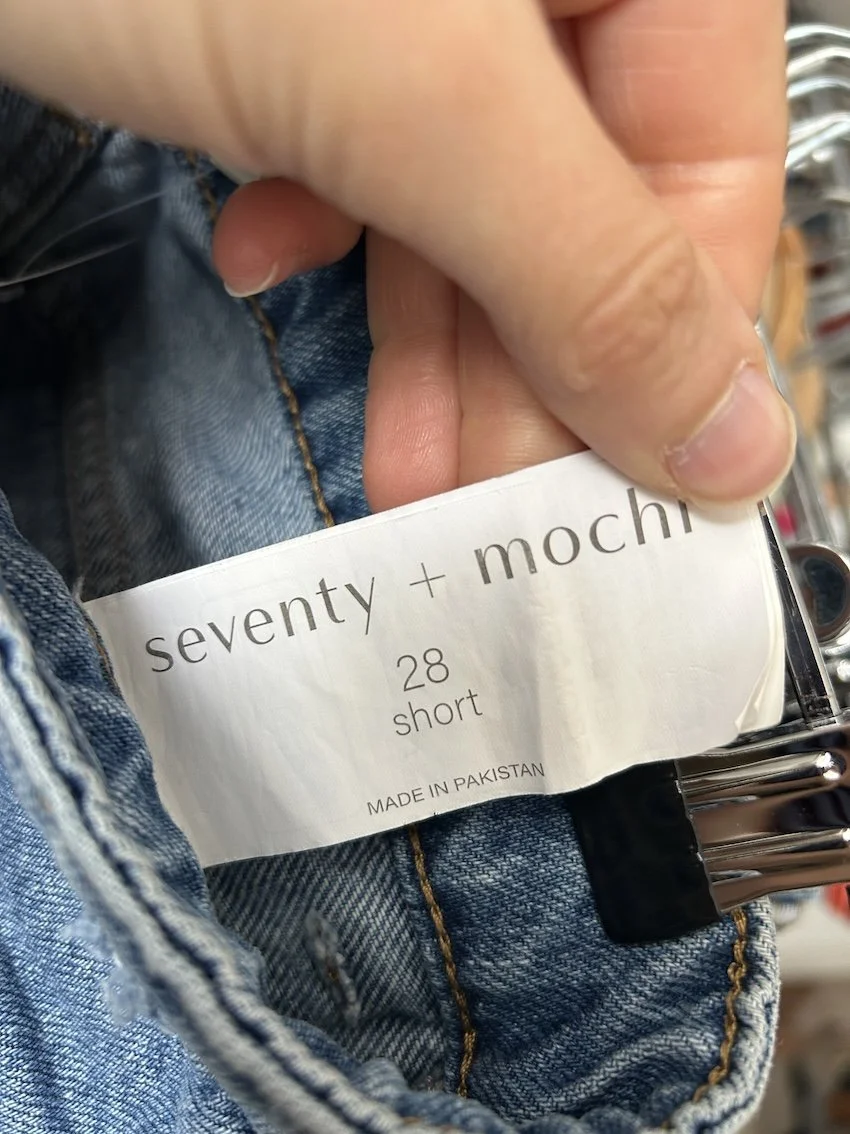 seventy + mochi
28
short
MADE IN PAKISTAN